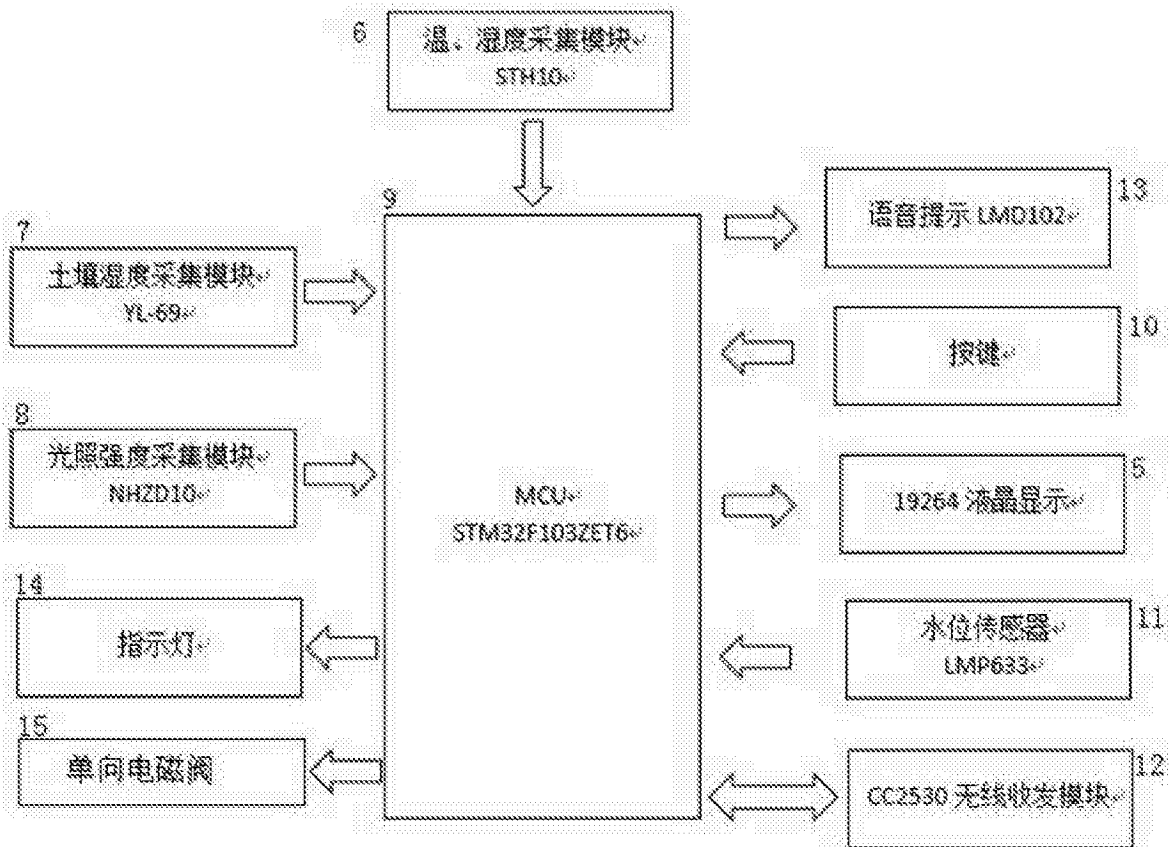 6
温、湿度采集模块
STH10
9
13
语音提示 LMD102
7
土壤湿度采集模块
YL-69
10
按键
8
光照强度采集模块
NHZD10
MCU
STM32F103ZET6
5
19264 液晶显示
14
指示灯
11
水位传感器
LMP633
15
单向电磁阀
12
CC2530 无线收发模块